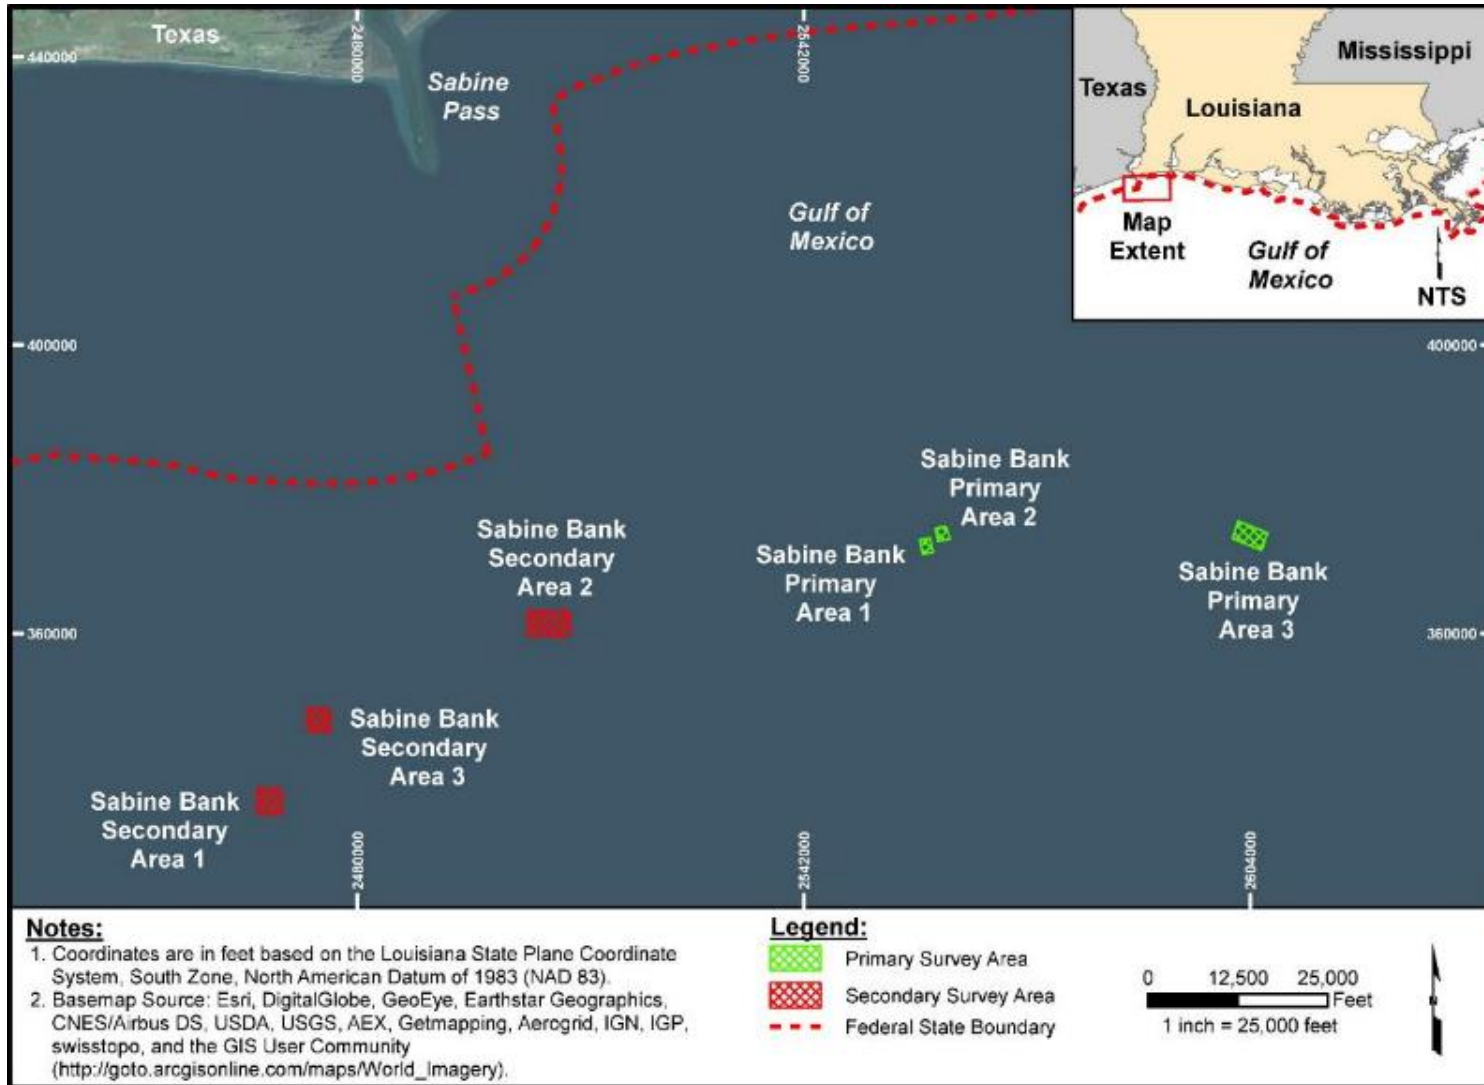 Texas
440000
2480000
2542000
Sabine
Pass
Gulf of
Mexico
Mississippi
Texas
Louisiana
Map
Extent
Gulf of
Mexico
NTS
400000
400000
Sabine Bank
Primary
Area 2
Sabine Bank
Secondary
Area 2
Sabine Bank
Primary
Area 1
Sabine Bank
Primary
Area 3
360000
360000
Sabine Bank
Secondary
Area 3
Sabine Bank
Secondary
Area 1
2480000
2542000
2604000
Notes:
1. Coordinates are in feet based on the Louisiana State Plane Coordinate
System, South Zone, North American Datum of 1983 (NAD 83).
2. Basemap Source: Esri, DigitalGlobe, GeoEye, Earthstar Geographics,
CNES/Airbus DS, USDA, USGS, AEX, Getmapping, Aerogrid, IGN, IGP,
swisstopo, and the GIS User Community
(http://goto.arcgisonline.com/maps/World_Imagery).
Legend:
Primary Survey Area
Secondary Survey Area
Federal State Boundary
0 12,500 25,000
Feet
1 inch = 25,000 feet